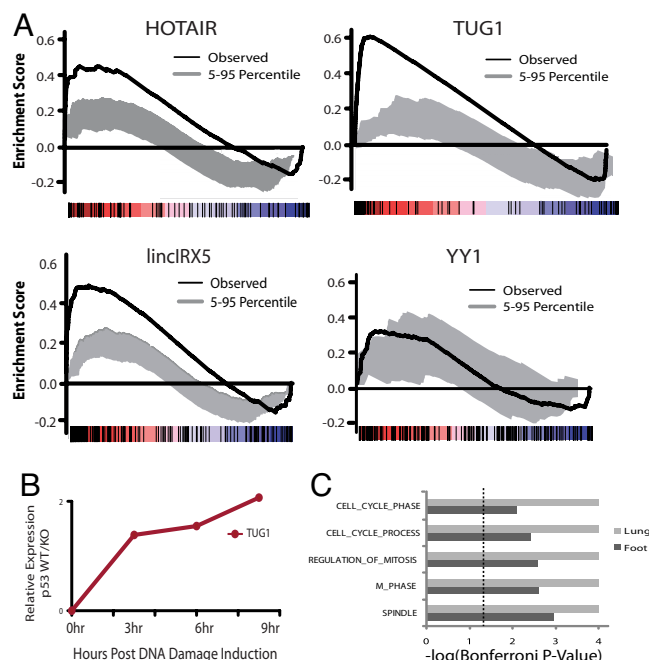 A
HOTAIR
Enrichment Score
0.6
0.4
0.2
0.0
-0.2
Observed
5-95 Percentile
TUG1
0.6
0.4
0.2
0.0
-0.2
Observed
5-95 Percentile
lincIRX5
Enrichment Score
0.6
0.4
0.2
0.0
-0.2
Observed
5-95 Percentile
YY1
0.6
0.4
0.2
0.0
-0.2
Observed
5-95 Percentile
B
Relative Expression
p53 WT/KO
2
0
TUG1
0hr 3hr 6hr 9hr
Hours Post DNA Damage Induction
C
CELL_CYCLE_PHASE
CELL_CYCLE_PROCESS
REGULATION_OF_MITOSIS
M_PHASE
SPINDLE
Lung
Foot
0 1 2 3 4
-log(Bonferroni P-Value)